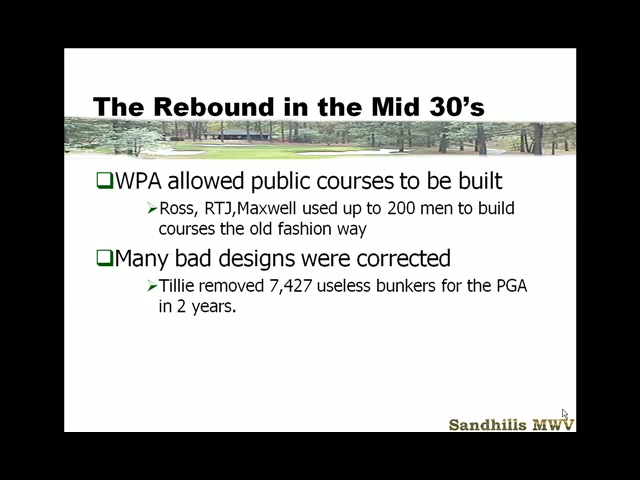 The Rebound in the Mid 30's
WPA allowed public courses to be built
Ross, RTJ,Maxwell used up to 200 men to build
courses the old fashion way
Many bad designs were corrected
Tillie removed 7,427 useless bunkers for the PGA
in 2 years.
Sandhills MWV